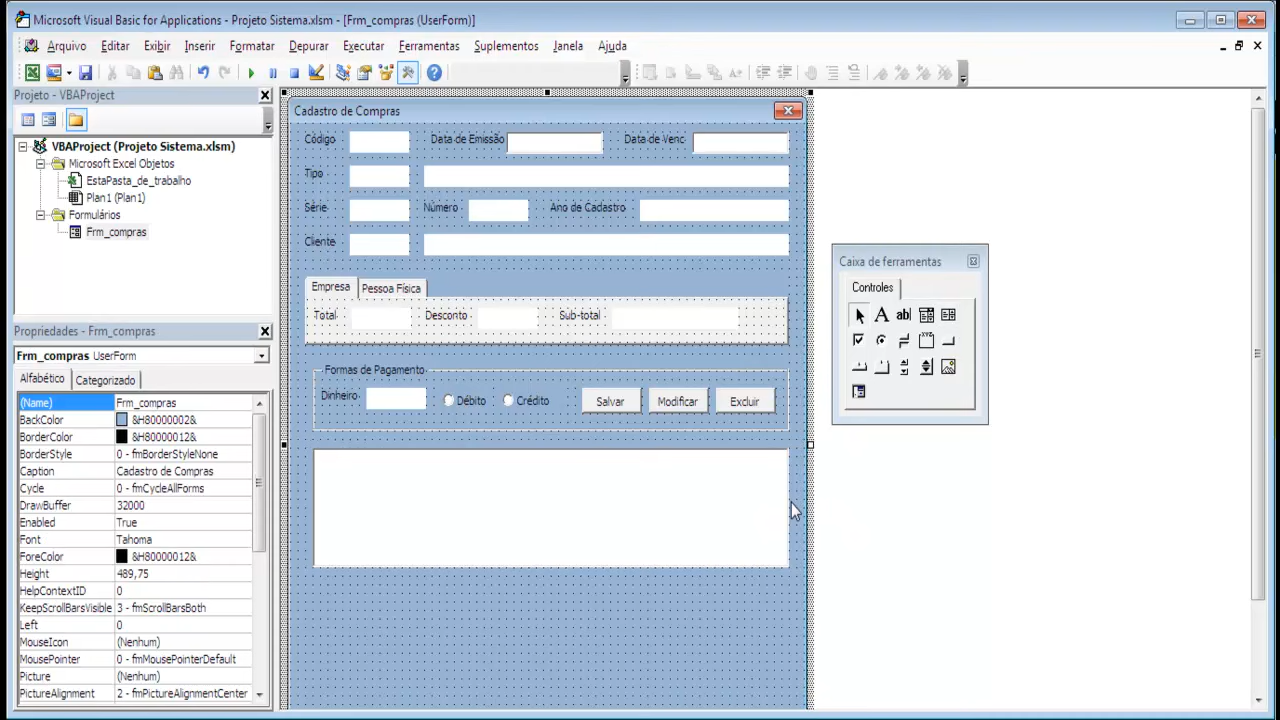 Microsoft Visual Basic for Applications - Projeto Sistema.xlsm - [Frm_compras (UserForm)]
Arquivo Editar Exibir Inserir Formatar Depurar Executar Ferramentas Suplementos Janela Ajuda
Projeto - VBAProject
VBAProject (Projeto Sistema.xlsm)
Microsoft Excel Objetos
EstaPasta_de_trabalho
Plan1 (Plan1)
Formulários
Frm_compras
Propriedades - Frm_compras
Frm_compras UserForm
Alfabético Categorizado
(Name) Frm_compras
BackColor &H80000002&
BorderColor &H80000012&
BorderStyle 0 - fmBorderStyleNone
Caption Cadastro de Compras
Cycle 0 - fmCycleAllForms
DrawBuffer 32000
Enabled True
Font Tahoma
ForeColor &H80000012&
Height 489,75
HelpContextID 0
KeepScrollBarsVisible 3 - fmScrollBarsBoth
Left 0
MouseIcon (Nenhum)
MousePointer 0 - fmMousePointerDefault
Picture (Nenhum)
PictureAlignment 2 - fmPictureAlignmentCenter
Cadastro de Compras
Código Data de Emissão Data de Venc
Tipo
Série Número Ano de Cadastro
Cliente
Empresa Pessoa Física
Total Desconto Sub-total
Formas de Pagamento
Dinheiro Débito Crédito Salvar Modificar Excluir
Caixa de ferramentas
Controles
A ab|
XYZ